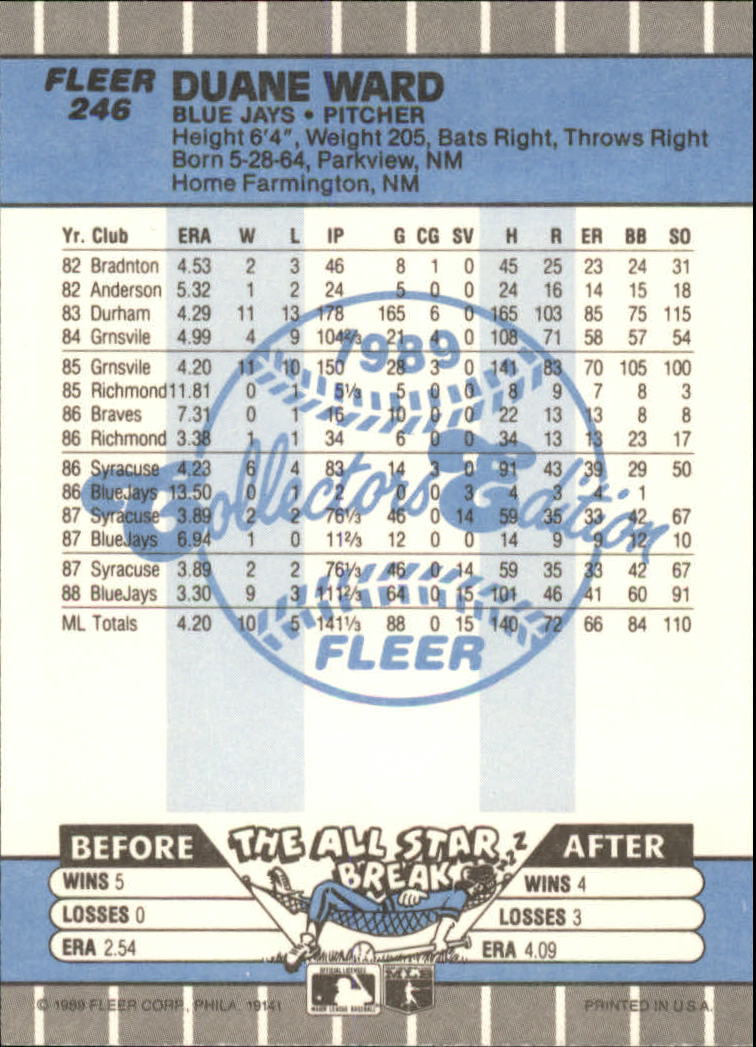 FLEER
246
DUANE WARD
BLUE JAYS • PITCHER
Height 6'4", Weight 205, Bats Right, Throws Right
Born 5-28-64, Parkview, NM
Home Farmington, NM
Yr. Club ERA W L IP G CG SV H R ER BB SO
82 Bradnton 4.53 2 3 46 8 1 0 45 25 23 24 31
82 Anderson 5.32 1 2 24 5 0 0 24 16 14 15 18
83 Durham 4.29 11 13 178 165 6 0 165 103 85 75 115
84 Grnsvile 4.99 4 9 104⅔ 21 0 108 71 58 57 54
85 Grnsvile 4.20 11 10 150 28 3 0 141 83 70 105 100
85 Richmond 11.81 0 1 5⅓ 5 0 0 8 9 7 8 3
86 Braves 7.31 0 1 16 10 0 0 22 13 13 8 8
86 Richmond 3.38 1 1 34 6 0 0 34 13 13 23 17
86 Syracuse 4.23 6 4 83 14 3 0 91 43 39 29 50
86 BlueJays 13.50 0 1 2 0 0 3 4 3 4 1
87 Syracuse 3.89 2 2 76⅓ 46 0 14 59 35 33 42 67
87 BlueJays 6.94 1 0 11⅔ 12 0 0 14 9 9 12 10
87 Syracuse 3.89 2 2 76⅓ 46 0 14 59 35 33 42 67
88 BlueJays 3.30 9 3 111⅔ 64 0 15 101 46 41 60 91
ML Totals 4.20 10 5 141⅓ 88 0 15 140 72 66 84 110
1989
Collectors' Edition
FLEER
BEFORE
THE ALL STAR
BREAK
zzZ
AFTER
WINS 5
LOSSES 0
ERA 2.54
WINS 4
LOSSES 3
ERA 4.09
OFFICIAL LICENSEE
MAJOR LEAGUE BASEBALL
© 1989 FLEER CORP., PHILA. 19141
PRINTED IN U.S.A.